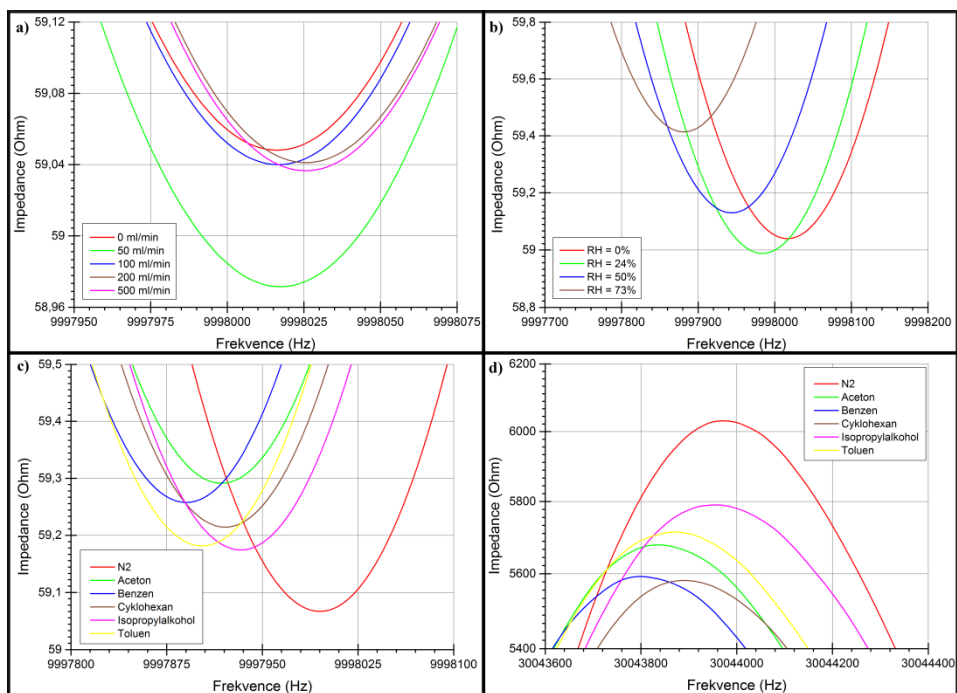 a)
59,12
59,08
59,04
59
58,96
Impedance (Ohm)
0 ml/min
50 ml/min
100 ml/min
200 ml/min
500 ml/min
9997950 9997975 9998000 9998025 9998050 9998075
Frekvence (Hz)
b)
59,8
59,6
59,4
59,2
59
58,8
Impedance (Ohm)
RH = 0%
RH = 24%
RH = 50%
RH = 73%
9997700 9997800 9997900 9998000 9998100 9998200
Frekvence (Hz)
c)
59,5
59,4
59,3
59,2
59,1
59
Impedance (Ohm)
N2
Aceton
Benzen
Cyklohexan
Isopropylalkohol
Toluen
9997800 9997875 9997950 9998025 9998100
Frekvence (Hz)
d)
6200
6000
5800
5600
5400
Impedance (Ohm)
N2
Aceton
Benzen
Cyklohexan
Isopropylalkohol
Toluen
30043600 30043800 30044000 30044200 30044400
Frekvence (Hz)